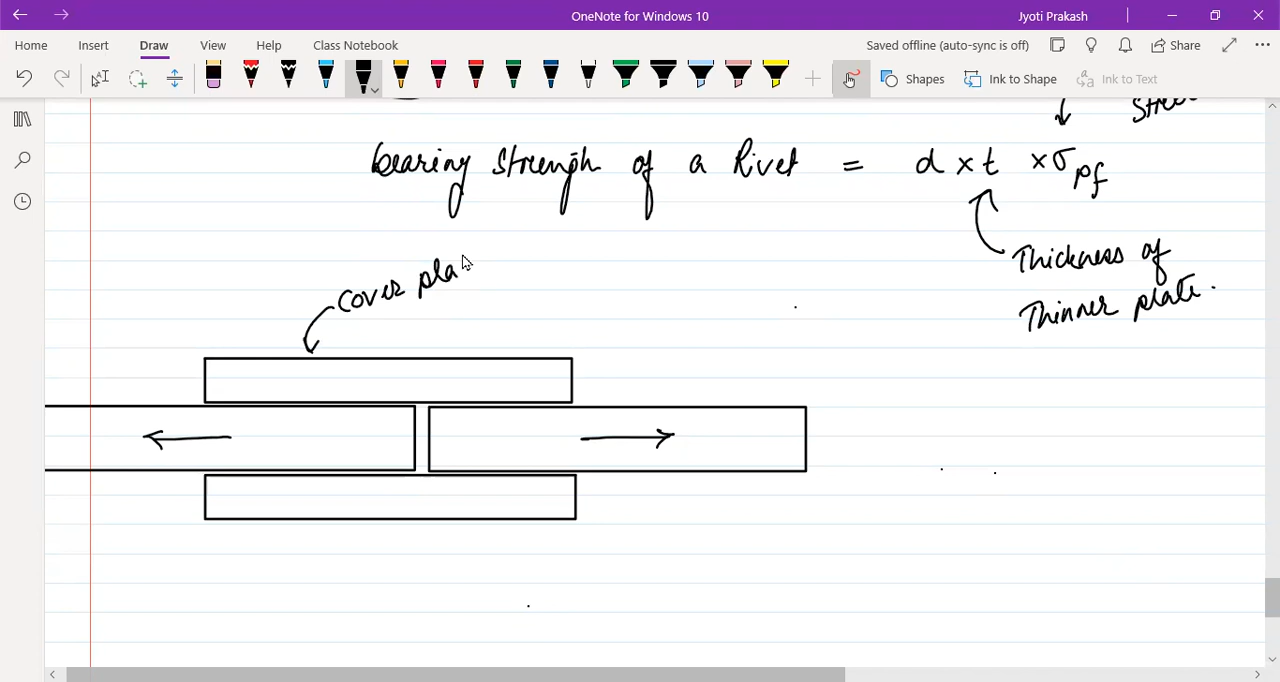 OneNote for Windows 10
Jyoti Prakash
Home Insert Draw View Help Class Notebook
Saved offline (auto-sync is off) Share
Shapes Ink to Shape Ink to Text
bearing strength of a Rivet = d × t × σpf
Thickness of
Thinner plate.
cover pla